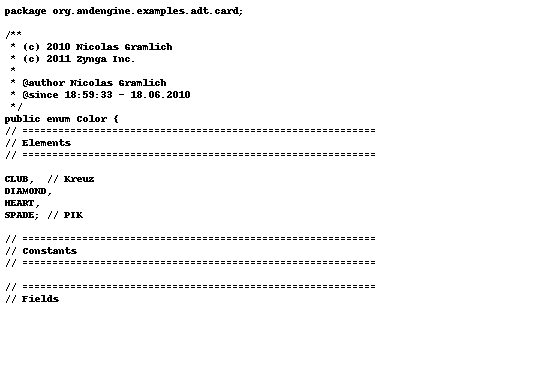 package org.andengine.examples.adt.card;

/**
 * (c) 2010 Nicolas Gramlich
 * (c) 2011 Zynga Inc.
 *
 * @author Nicolas Gramlich
 * @since 18:59:33 - 18.06.2010
 */
public enum Color {
// ===========================================================
// Elements
// ===========================================================

CLUB,  // Kreuz
DIAMOND,
HEART,
SPADE; // PIK

// ===========================================================
// Constants
// ===========================================================

// ===========================================================
// Fields